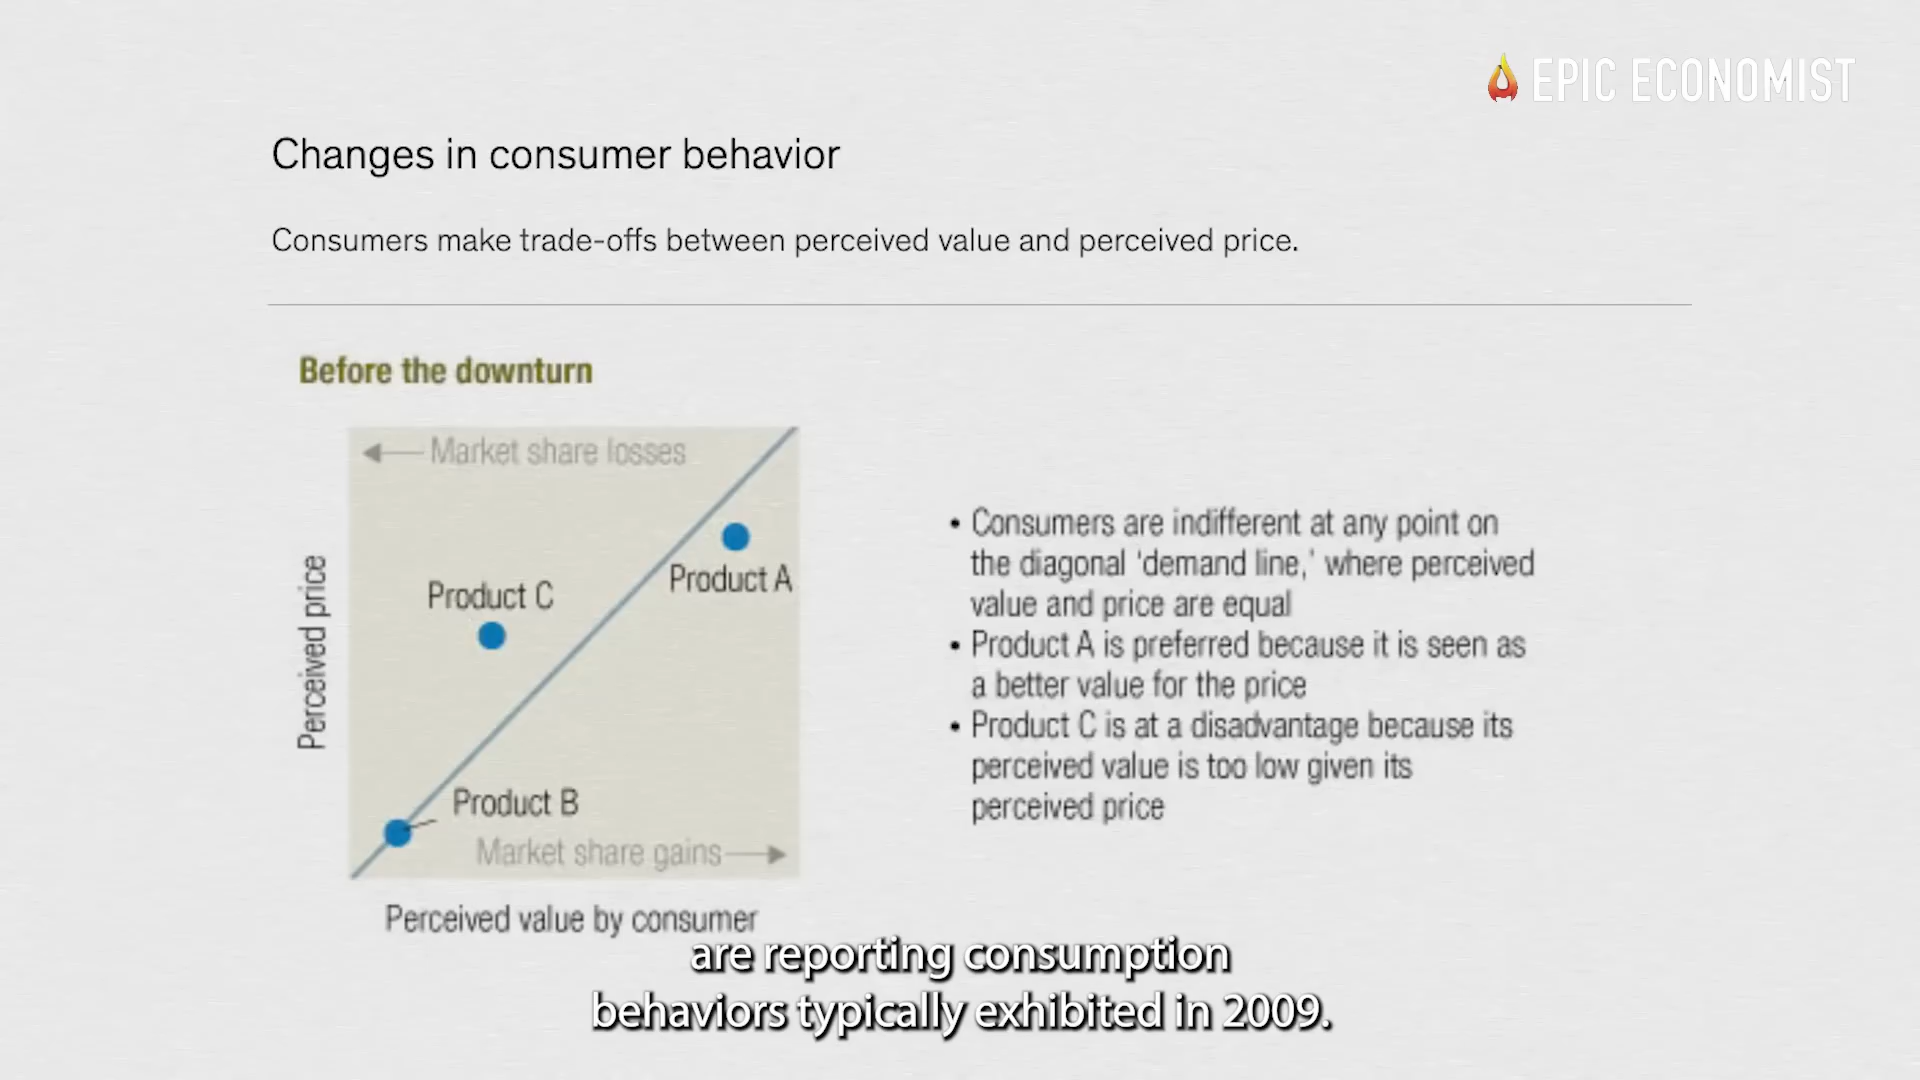 EPIC ECONOMIST
Changes in consumer behavior
Consumers make trade-offs between perceived value and perceived price.
Before the downturn
Market share losses
Product C
Product A
Perceived price
Product B
Market share gains
Perceived value by consumer
• Consumers are indifferent at any point on
the diagonal 'demand line,' where perceived
value and price are equal
• Product A is preferred because it is seen as
a better value for the price
• Product C is at a disadvantage because its
perceived value is too low given its
perceived price
are reporting consumption
behaviors typically exhibited in 2009.